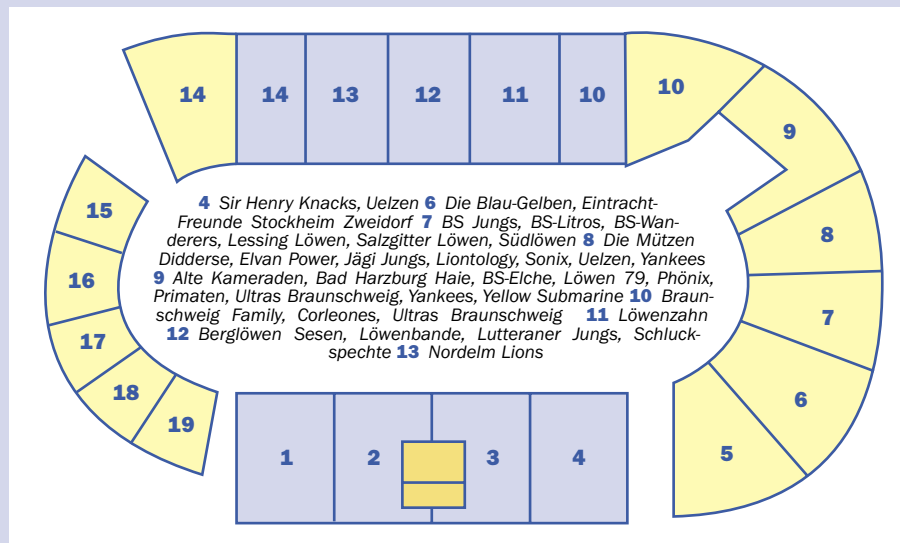 14
14
13
12
11
10
10
9
15
8
16
7
17
18
6
19
1
2
3
4
5
4 Sir Henry Knacks, Uelzen 6 Die Blau-Gelben, Eintracht-
Freunde Stockheim Zweidorf 7 BS Jungs, BS-Litros, BS-Wan-
derers, Lessing Löwen, Salzgitter Löwen, Südlöwen 8 Die Mützen
Didderse, Elvan Power, Jägi Jungs, Liontology, Sonix, Uelzen, Yankees
9 Alte Kameraden, Bad Harzburg Haie, BS-Elche, Löwen 79, Phönix,
Primaten, Ultras Braunschweig, Yankees, Yellow Submarine 10 Braun-
schweig Family, Corleones, Ultras Braunschweig 11 Löwenzahn
12 Berglöwen Sesen, Löwenbande, Lutteraner Jungs, Schluck-
spechte 13 Nordelm Lions